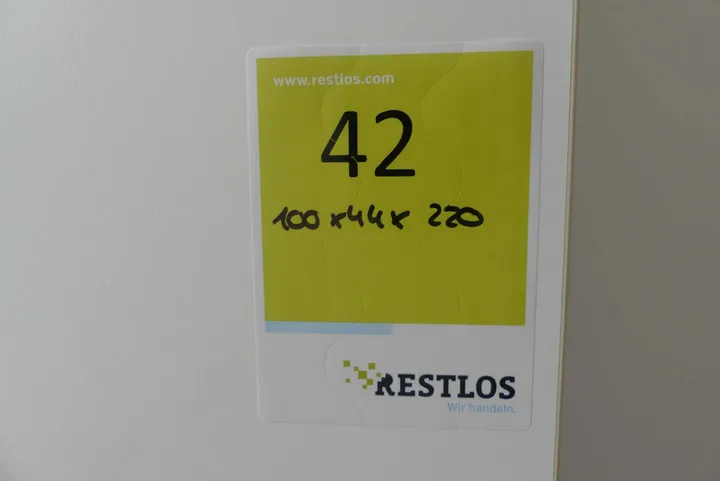 www.restlos.com
42
100 x 44 x 220
RESTLOS
Wir handeln.